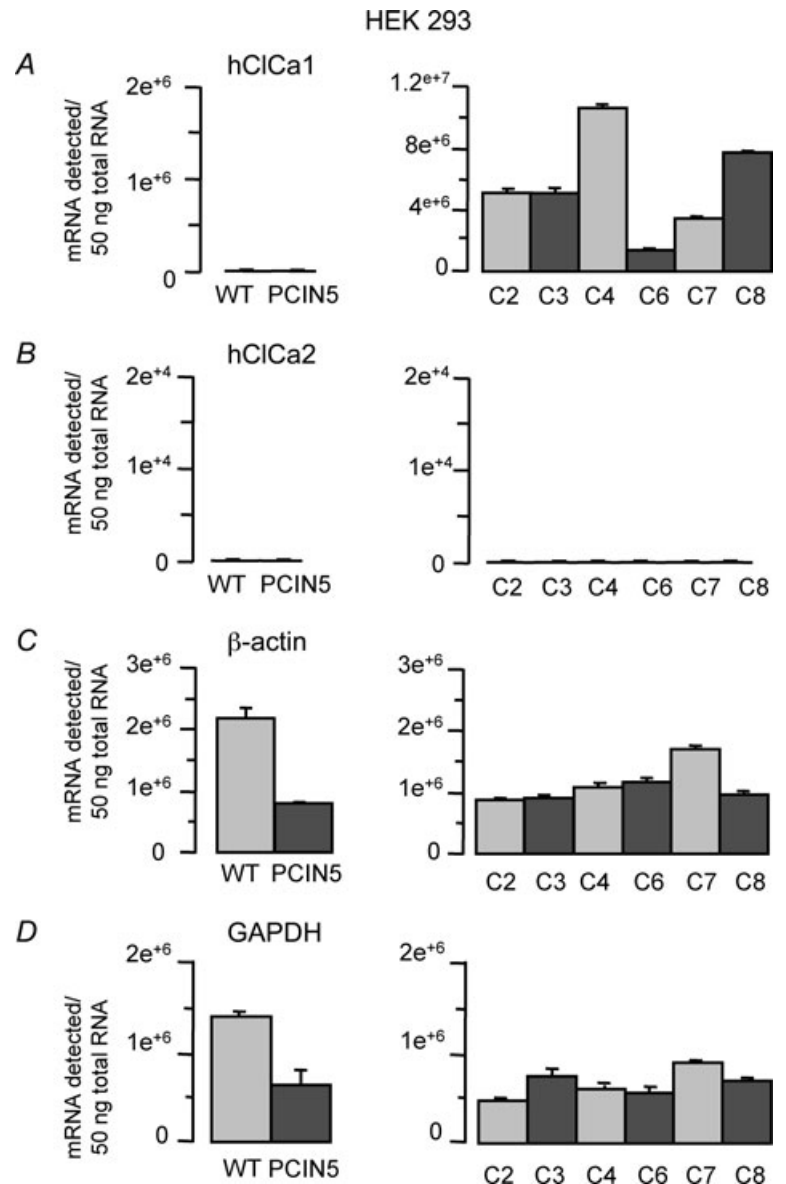 HEK 293
A
hClCa1
mRNA detected/
50 ng total RNA
2e+6
1e+6
0
WT PCIN5
1.2e+7
8e+6
4e+6
0
C2 C3 C4 C6 C7 C8
B
hClCa2
mRNA detected/
50 ng total RNA
2e+4
1e+4
0
WT PCIN5
2e+4
1e+4
0
C2 C3 C4 C6 C7 C8
C
β-actin
mRNA detected/
50 ng total RNA
3e+6
2e+6
1e+6
0
WT PCIN5
3e+6
2e+6
1e+6
0
C2 C3 C4 C6 C7 C8
D
GAPDH
mRNA detected/
50 ng total RNA
2e+6
1e+6
0
WT PCIN5
2e+6
1e+6
0
C2 C3 C4 C6 C7 C8